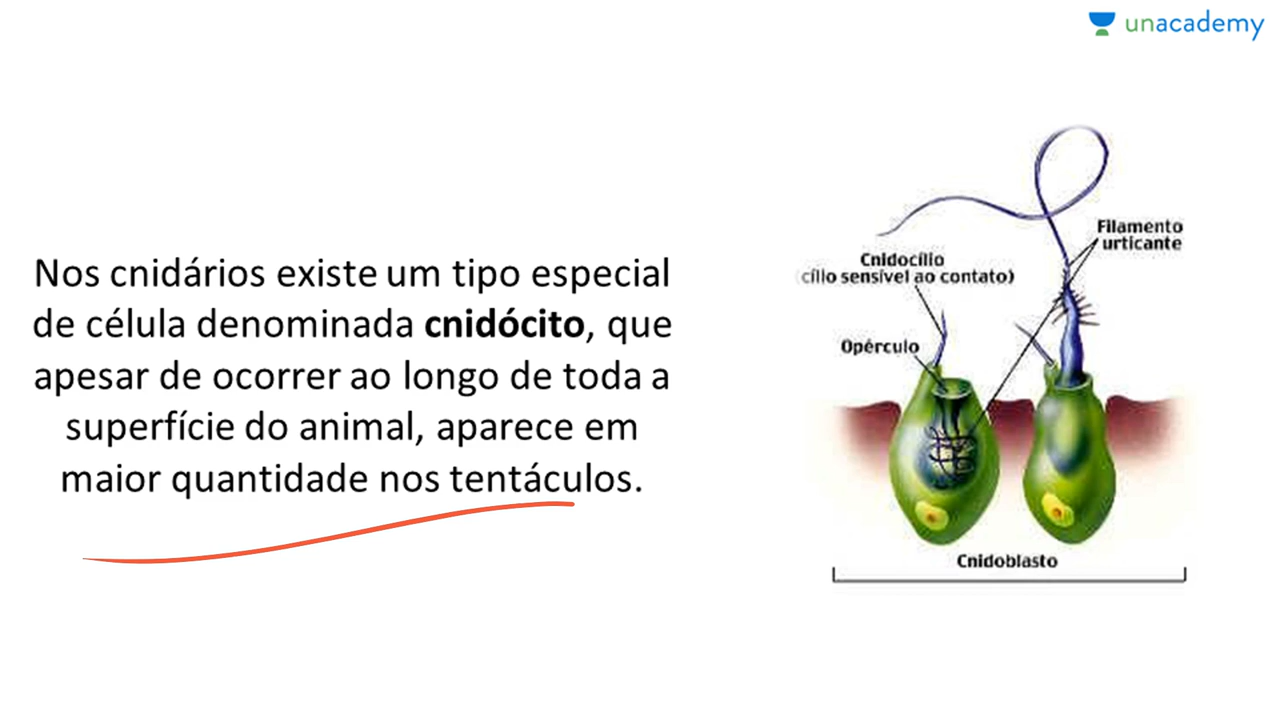 unacademy
Nos cnidários existe um tipo especial
de célula denominada cnidócito, que
apesar de ocorrer ao longo de toda a
superfície do animal, aparece em
maior quantidade nos tentáculos.
Filamento
urticante
Cnidocílio
(cílio sensível ao contato)
Opérculo
Cnidoblasto